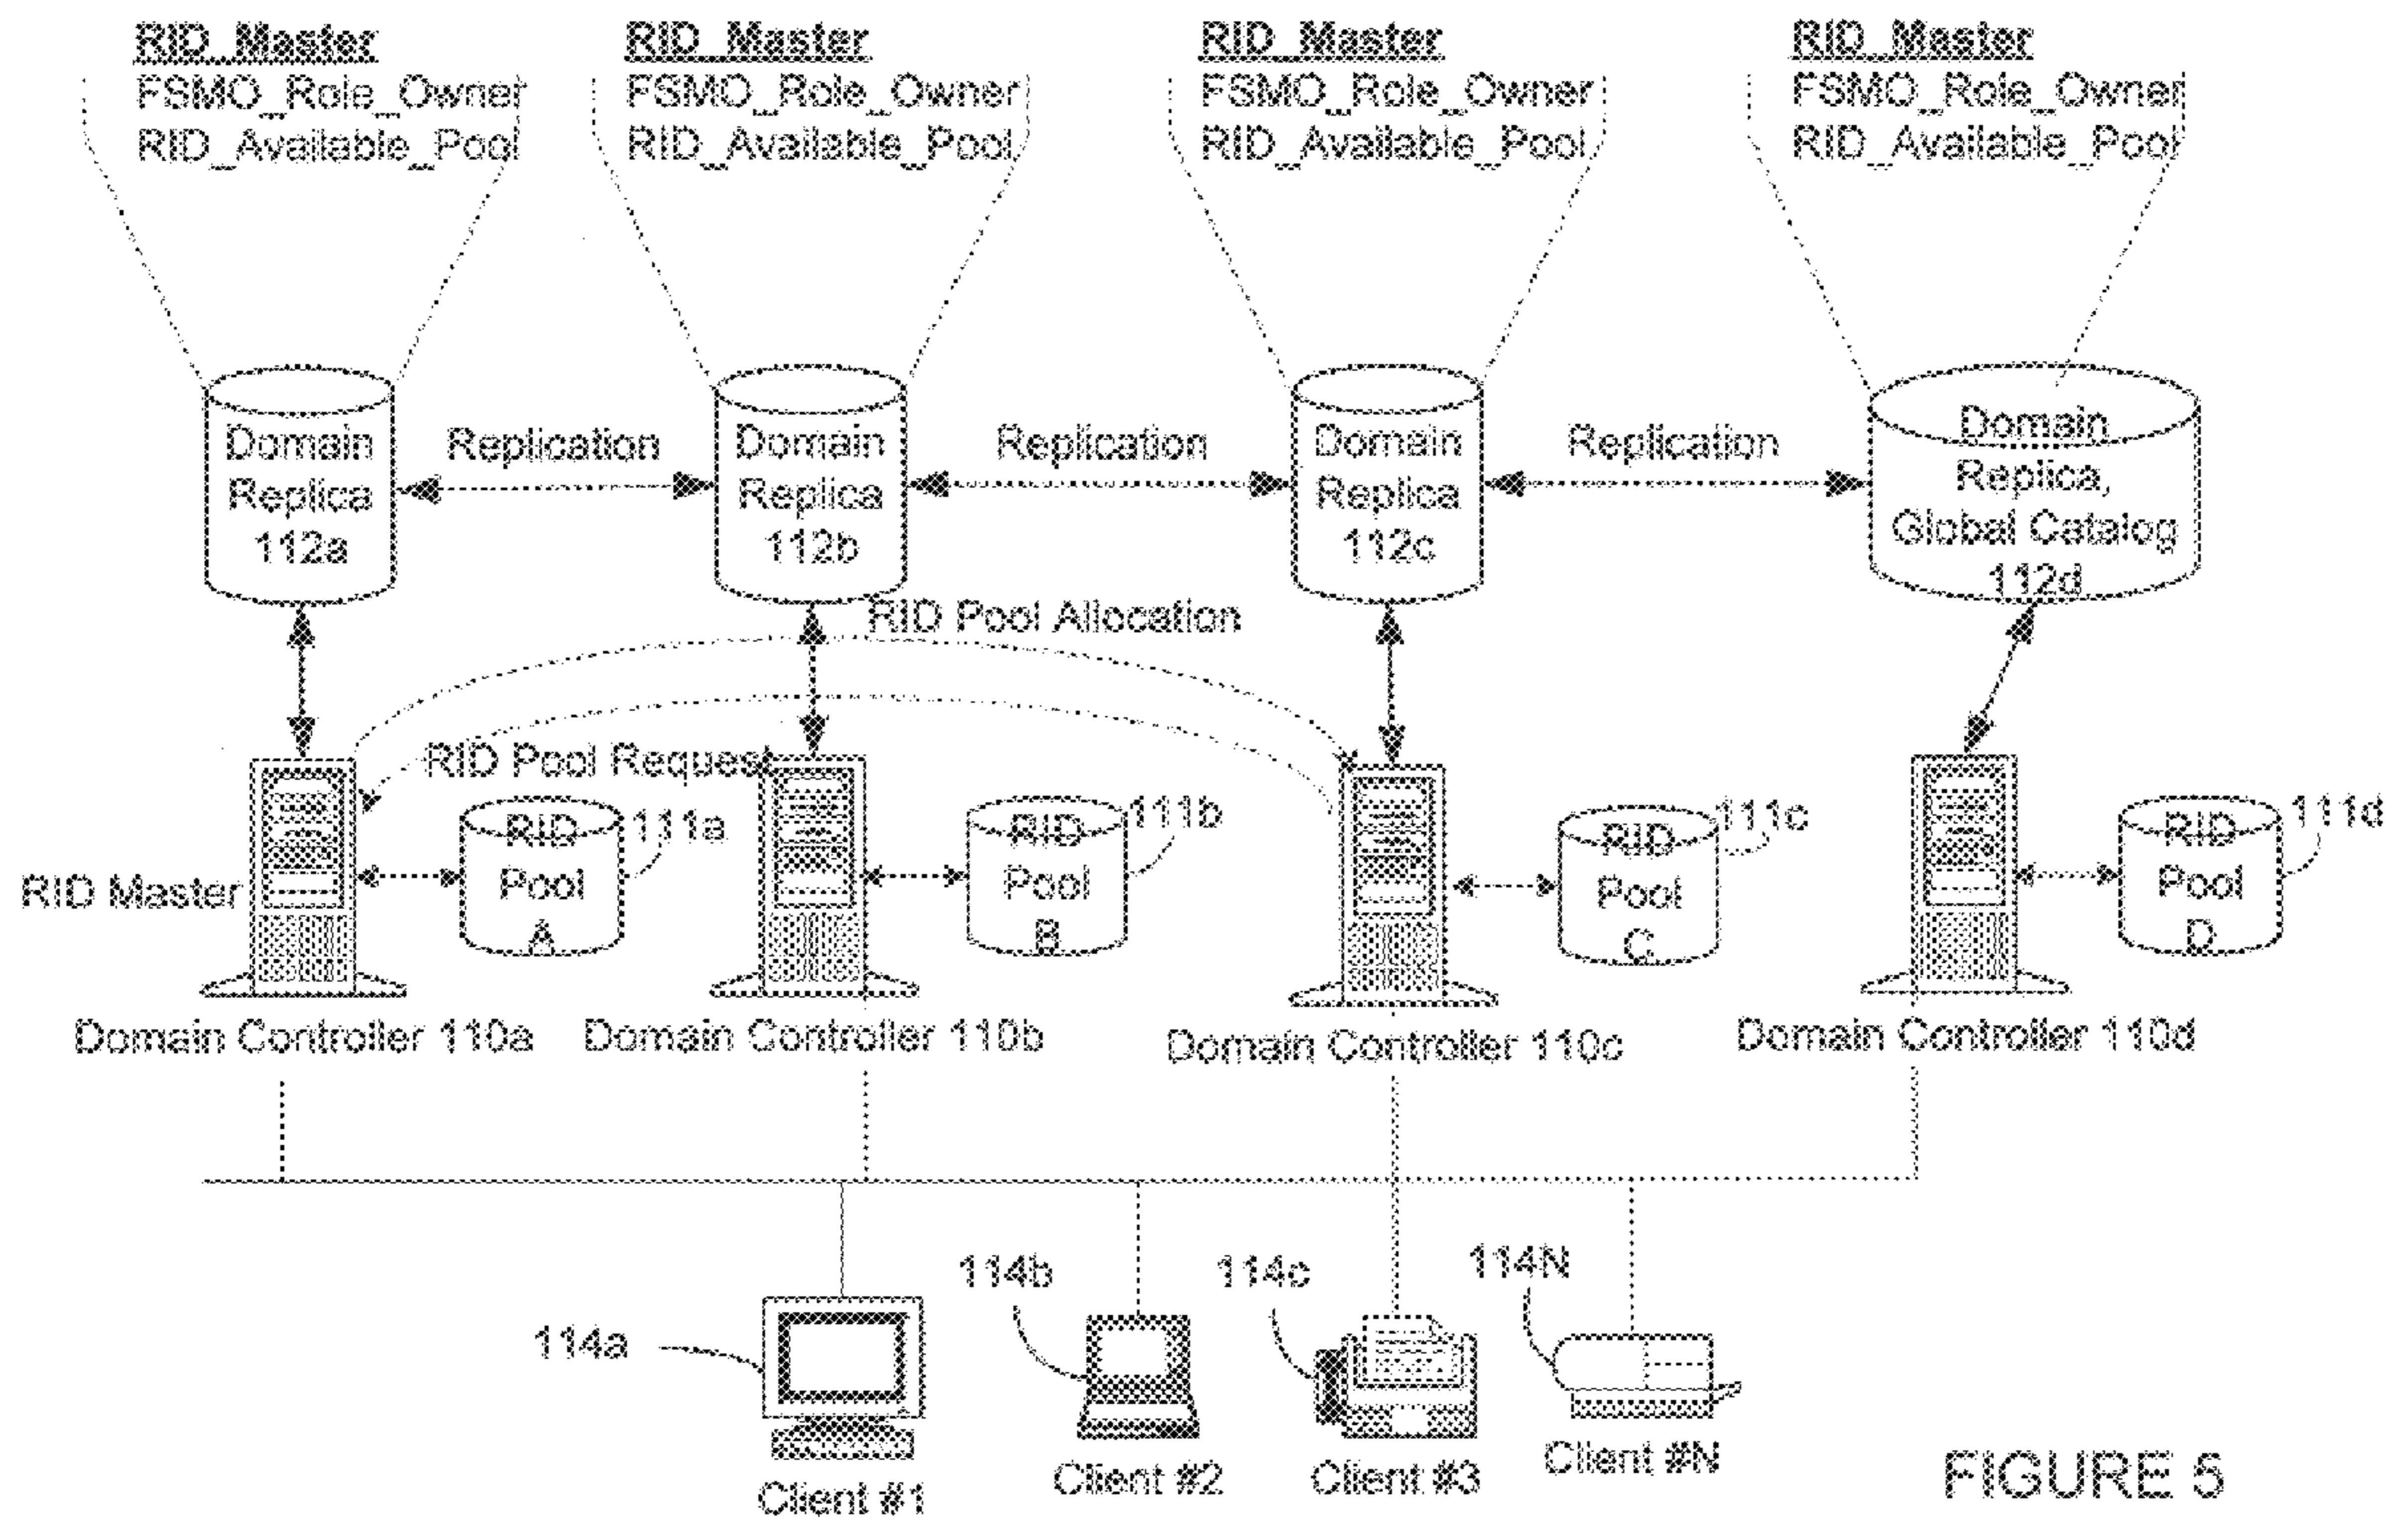 RID_Master
FSMO_Role_Owner
RID_Available_Pool
RID_Master
FSMO_Role_Owner
RID_Available_Pool
RID_Master
FSMO_Role_Owner
RID_Available_Pool
RID_Master
FSMO_Role_Owner
RID_Available_Pool
Domain
Replica
112a
Replication
Domain
Replica
112b
Replication
Domain
Replica
112c
Replication
Domain
Replica,
Global Catalog
112d
RID Pool Allocation
RID Pool Request
RID Master
RID
Pool
A
111a
RID
Pool
B
111b
RID
Pool
C
111c
RID
Pool
D
111d
Domain Controller 110a
Domain Controller 110b
Domain Controller 110c
Domain Controller 110d
114a
114b
114c
114N
Client #1
Client #2
Client #3
Client #N
FIGURE 5